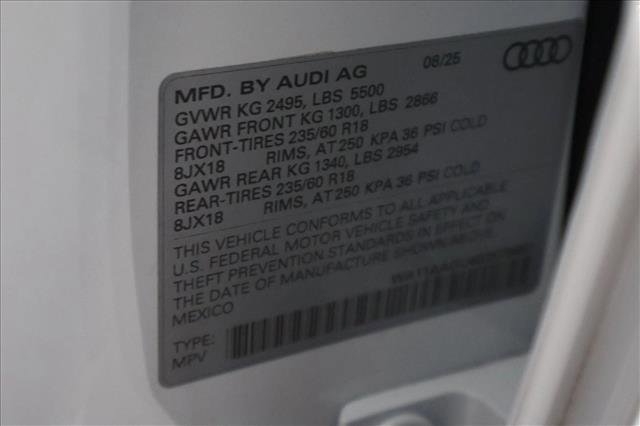 MFD. BY AUDI AG 08/25
GVWR KG 2495, LBS 5500
GAWR FRONT KG 1300, LBS 2866
FRONT-TIRES 235/60 R18
8JX18 RIMS, AT 250 KPA 36 PSI COLD
GAWR REAR KG 1340, LBS 2954
REAR-TIRES 235/60 R18
8JX18 RIMS, AT 250 KPA 36 PSI COLD
THIS VEHICLE CONFORMS TO ALL APPLICABLE
U.S. FEDERAL MOTOR VEHICLE SAFETY AND
THEFT PREVENTION STANDARDS IN EFFECT ON
THE DATE OF MANUFACTURE SHOWN ABOVE.
MEXICO
TYPE:
MPV